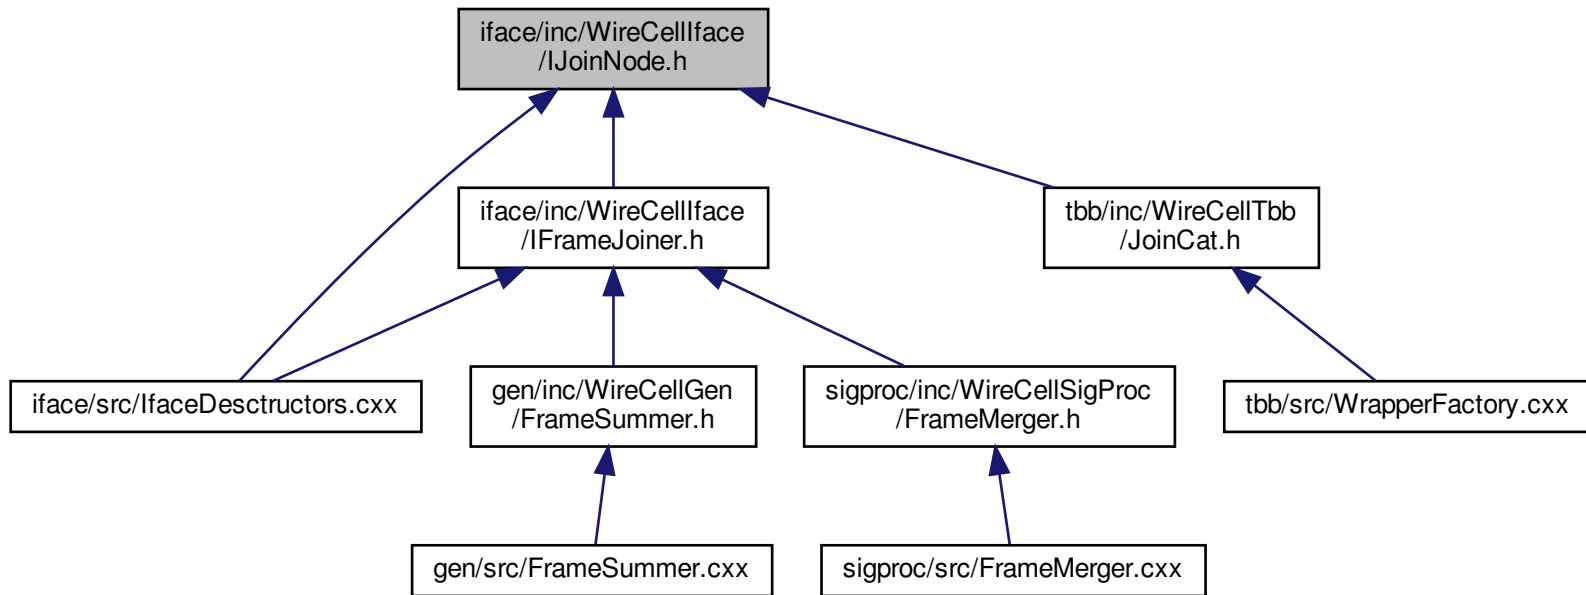 iface/inc/WireCellIface
/IJoinNode.h
iface/inc/WireCellIface
/IFrameJoiner.h
tbb/inc/WireCellTbb
/JoinCat.h
iface/src/IfaceDesctructors.cxx
gen/inc/WireCellGen
/FrameSummer.h
sigproc/inc/WireCellSigProc
/FrameMerger.h
tbb/src/WrapperFactory.cxx
gen/src/FrameSummer.cxx
sigproc/src/FrameMerger.cxx